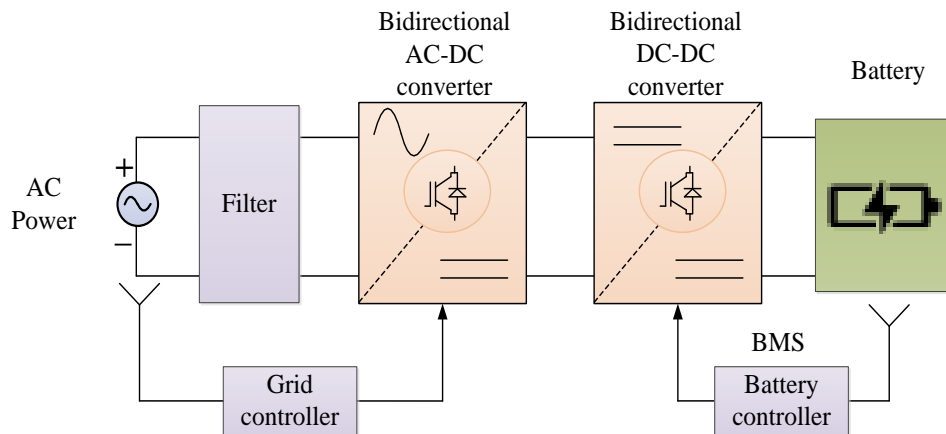 Bidirectional
AC-DC
converter
Bidirectional
DC-DC
converter
Battery
AC
Power
+
−
Filter
Grid
controller
BMS
Battery
controller